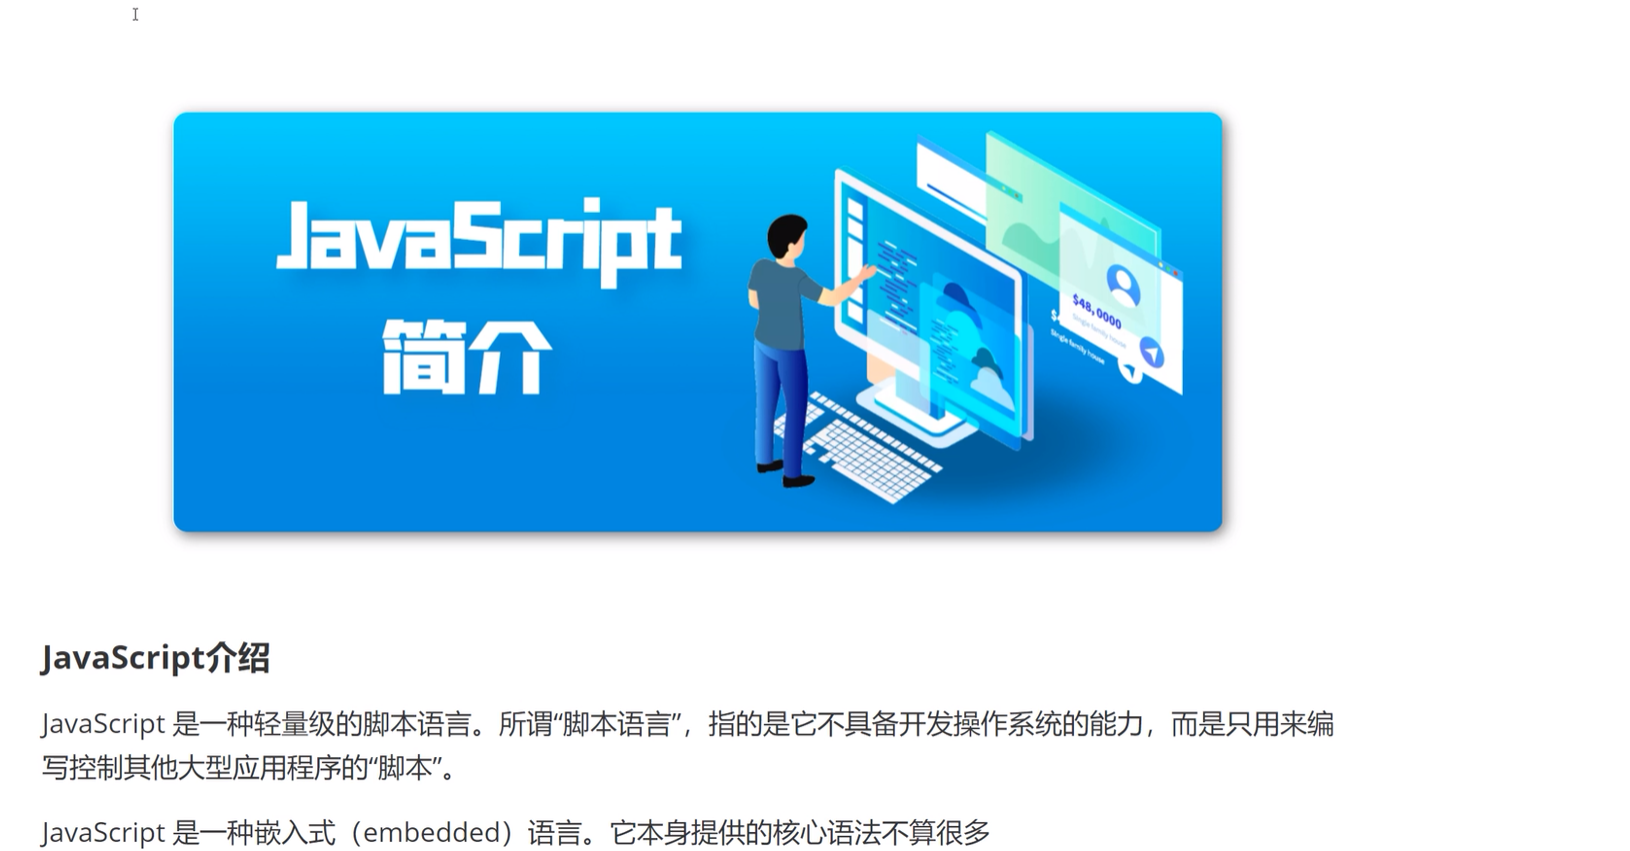 JavaScript
简介
$48,0000
Single family house
Single family house
JavaScript介绍
JavaScript 是一种轻量级的脚本语言。所谓“脚本语言”，指的是它不具备开发操作系统的能力，而是只用来编
写控制其他大型应用程序的“脚本”。
JavaScript 是一种嵌入式（embedded）语言。它本身提供的核心语法不算很多